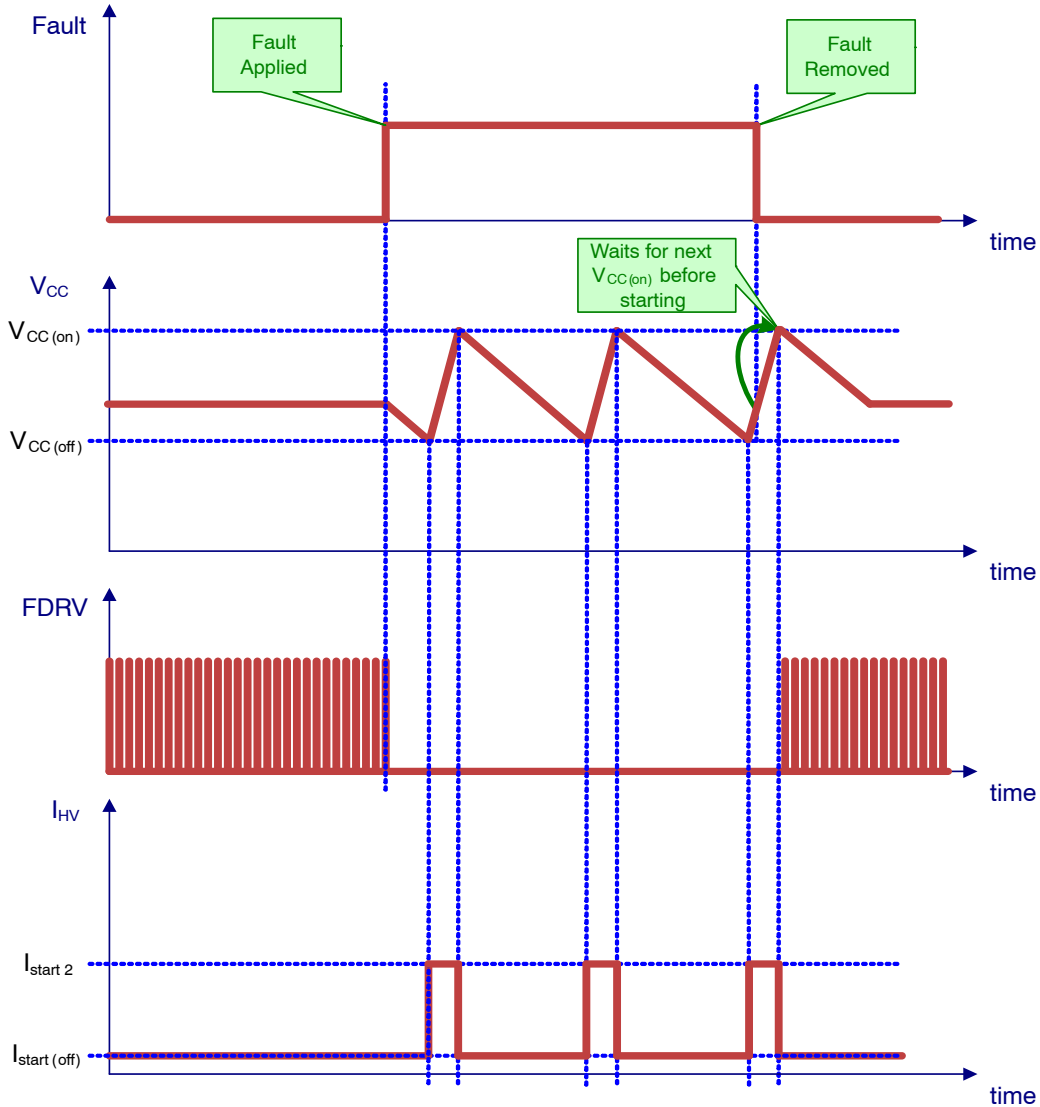 Fault
Fault
Applied
Fault
Removed
time
VCC
Waits for next
VCC(on) before
starting
VCC(on)
VCC(off)
time
FDRV
time
IHV
Istart 2
Istart(off)
time